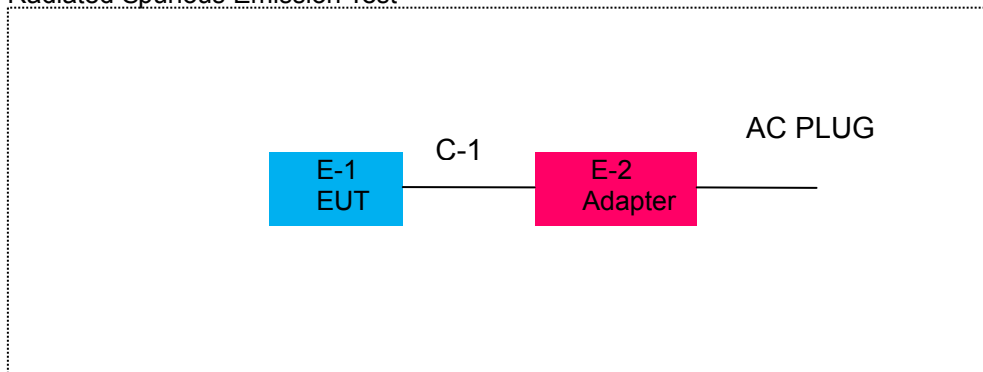 Radiated Spurious Emission Test
AC PLUG
C-1
E-1
EUT
E-2
Adapter